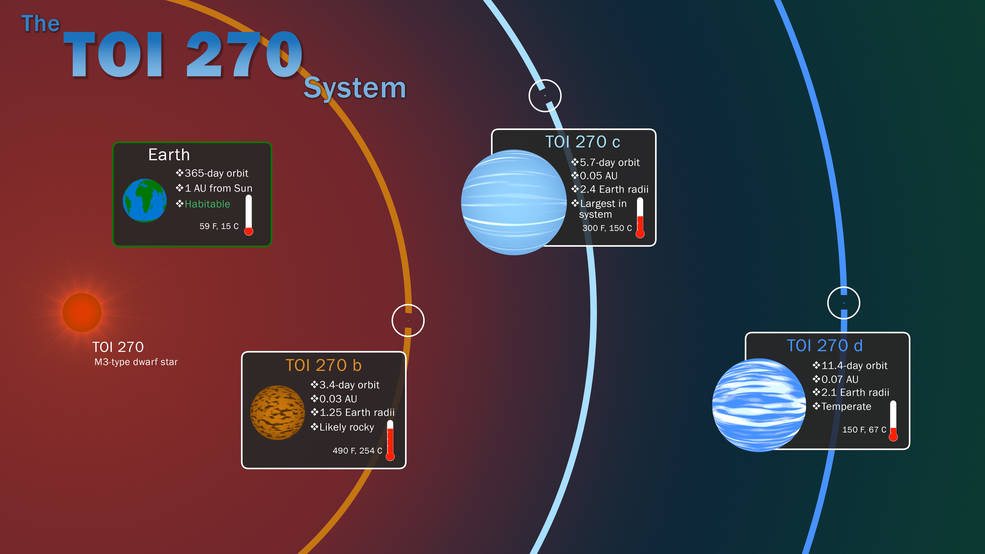 The
TOI 270
System
Earth
❖365-day orbit
❖1 AU from Sun
❖Habitable
59 F, 15 C
TOI 270 c
❖5.7-day orbit
❖0.05 AU
❖2.4 Earth radii
❖Largest in
system
300 F, 150 C
TOI 270
M3-type dwarf star
TOI 270 b
❖3.4-day orbit
❖0.03 AU
❖1.25 Earth radii
❖Likely rocky
490 F, 254 C
TOI 270 d
❖11.4-day orbit
❖0.07 AU
❖2.1 Earth radii
❖Temperate
150 F, 67 C